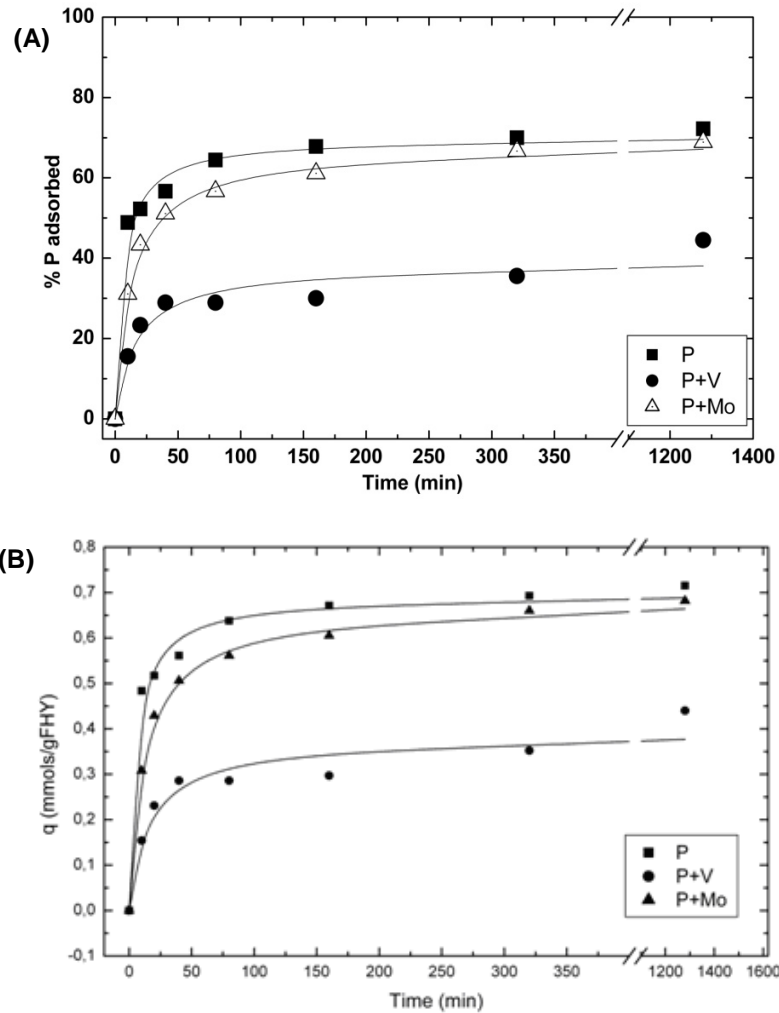 (A)
% P adsorbed
100
80
60
40
20
0
P
P+V
P+Mo
0 50 100 150 200 250 300 350 1200 1400
Time (min)
(B)
q (mmols/gFHY)
0,8
0,7
0,6
0,5
0,4
0,3
0,2
0,1
0,0
-0,1
P
P+V
P+Mo
0 50 100 150 200 250 300 350 1200 1300 1400 1500 1600
Time (min)